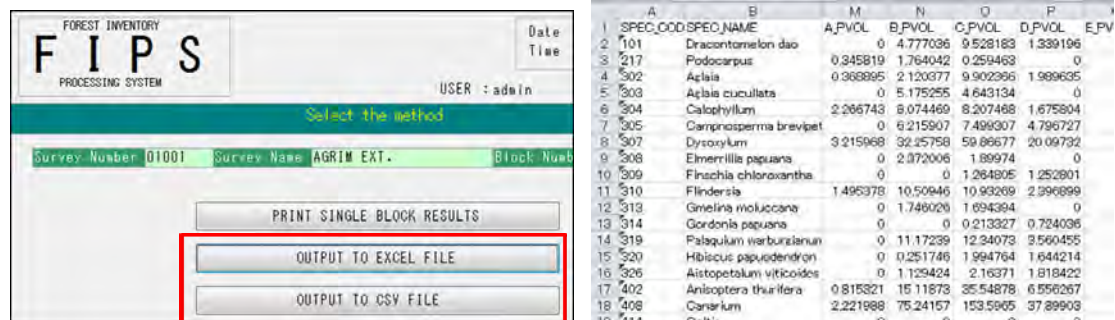 FOREST INVENTORY
F I P S
PROCESSING SYSTEM
Date
Time
USER : admin
Select the method
Survey Number 01001 Survey Name AGRIM EXT. Block Numb
PRINT SINGLE BLOCK RESULTS
OUTPUT TO EXCEL FILE
OUTPUT TO CSV FILE
A B M N O P
1 SPEC_COD SPEC_NAME A_PVOL B_PVOL C_PVOL D_PVOL E_PV
2 101 Dracontomelon dao 0 4.777036 9.528183 1.339196
3 217 Podocarpus 0.345819 1.764042 0.259463 0
4 302 Aglaia 0.368895 2.120377 9.902366 1.989635
5 303 Aglaia cucullata 0 5.175255 4.643134 0
6 304 Calophyllum 2.266743 8.074469 8.207468 1.675804
7 305 Campnosperma brevipet 0 6.215907 7.499307 4.796727
8 307 Dysoxylum 3.215968 32.25758 59.86677 20.09732
9 308 Elmerrillia papuana 0 2.372006 1.89974 0
10 309 Finschia chloroxantha 0 0 1.264805 1.252801
11 310 Flindersia 1.495378 10.50946 10.93269 2.396899
12 313 Gmelina moluccana 0 1.746026 1.694394 0
13 314 Gordonia papuana 0 0 0.213327 0.724036
14 319 Palaquium warburgianum 0 11.17239 12.34073 3.560455
15 320 Hibiscus papuodendron 0 0.251746 1.994764 1.644214
16 326 Aistopetalum viticoides 0 1.129424 2.16371 1.818422
17 402 Anisoptera thurifera 0.815321 15.11873 35.54878 6.556267
18 408 Canarium 2.221988 75.24157 153.5965 37.89903